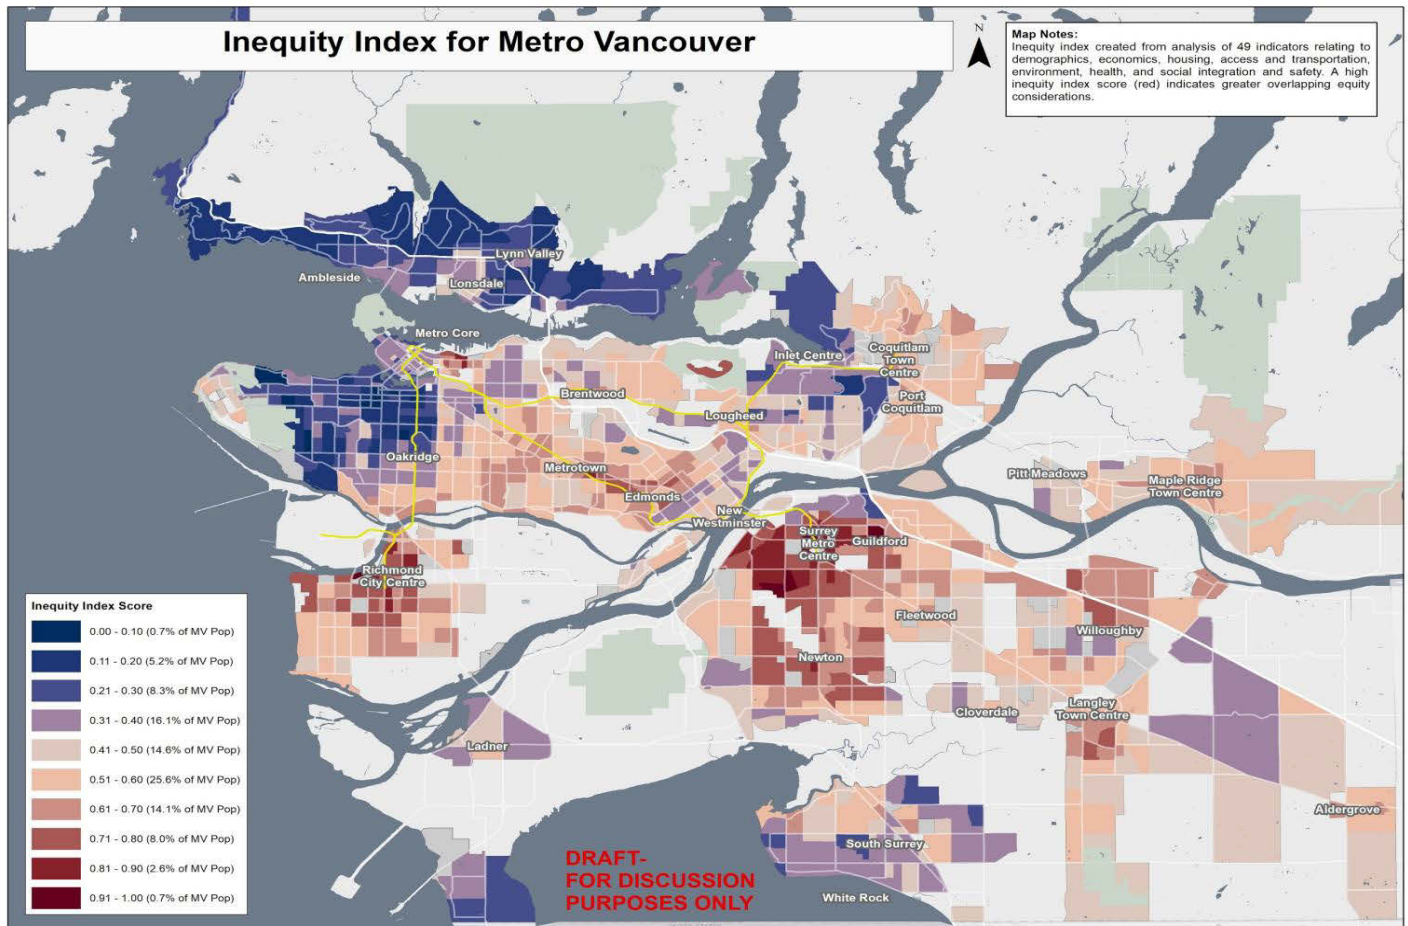 Inequity Index for Metro Vancouver
N
Map Notes:
Inequity index created from analysis of 49 indicators relating to
demographics, economics, housing, access and transportation,
environment, health, and social integration and safety. A high
inequity index score (red) indicates greater overlapping equity
considerations.
Lynn Valley
Ambleside
Lonsdale
Metro Core
Inlet Centre
Coquitlam
Town
Centre
Brentwood
Port
Coquitlam
Lougheed
Oakridge
Metrotown
Pitt Meadows
Maple Ridge
Town Centre
Edmonds
New
Westminster
Surrey
Metro
Centre
Guildford
Richmond
City Centre
Fleetwood
Willoughby
Newton
Langley
Town Centre
Cloverdale
Ladner
Aldergrove
South Surrey
White Rock
Inequity Index Score
0.00 - 0.10 (0.7% of MV Pop)
0.11 - 0.20 (5.2% of MV Pop)
0.21 - 0.30 (8.3% of MV Pop)
0.31 - 0.40 (16.1% of MV Pop)
0.41 - 0.50 (14.6% of MV Pop)
0.51 - 0.60 (25.6% of MV Pop)
0.61 - 0.70 (14.1% of MV Pop)
0.71 - 0.80 (8.0% of MV Pop)
0.81 - 0.90 (2.6% of MV Pop)
0.91 - 1.00 (0.7% of MV Pop)
DRAFT-
FOR DISCUSSION
PURPOSES ONLY